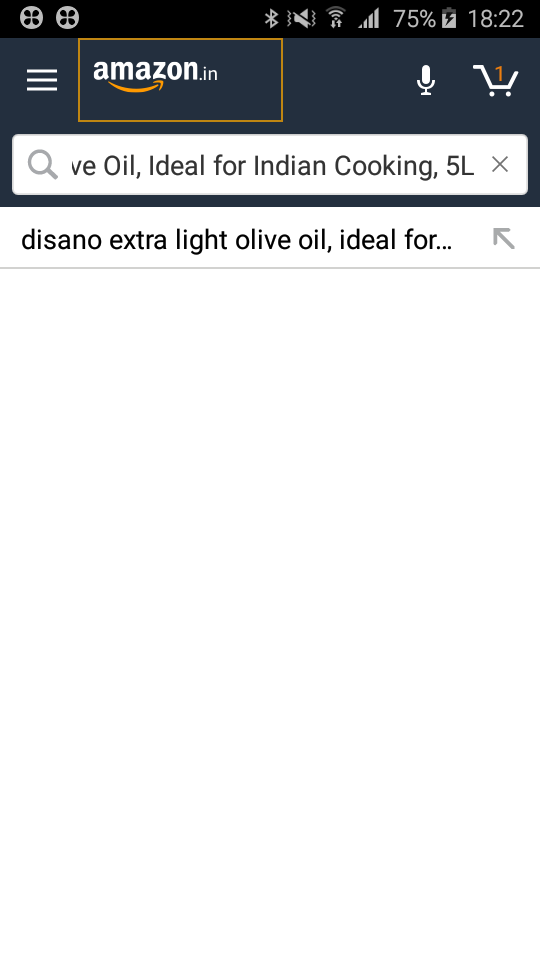 75% 18:22
amazon.in
1
ve Oil, Ideal for Indian Cooking, 5L
disano extra light olive oil, ideal for...